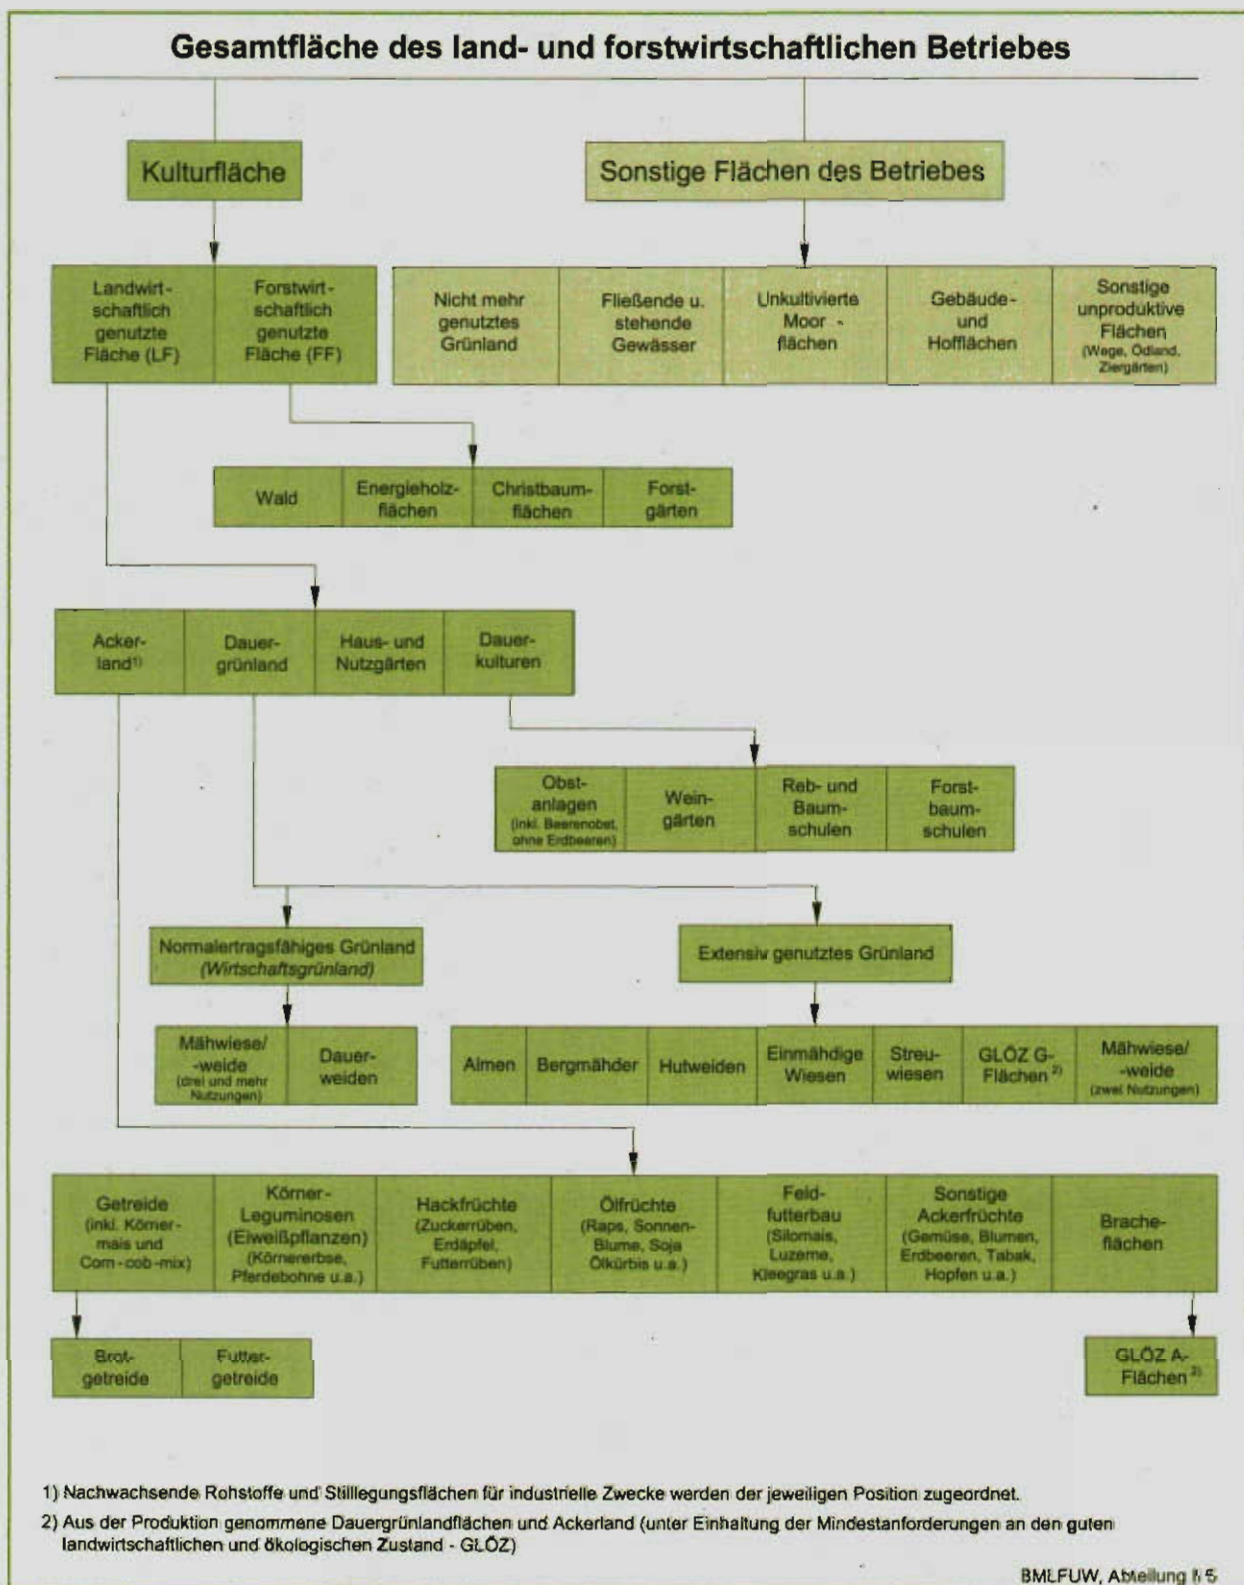 Gesamtfläche des land- und forstwirtschaftlichen Betriebes
Kulturfläche
Sonstige Flächen des Betriebes
Landwirt-
schaftlich
genutzte
Fläche (LF)
Forstwirt-
schaftlich
genutzte
Fläche (FF)
Nicht mehr
genutztes
Grünland
Fließende u.
stehende
Gewässer
Unkultivierte
Moor -
flächen
Gebäude-
und
Hofflächen
Sonstige
unproduktive
Flächen
(Wege, Ödland,
Ziergärten)
Wald
Energieholz-
flächen
Christbaum-
flächen
Forst-
gärten
Acker-
land1)
Dauer-
grünland
Haus- und
Nutzgärten
Dauer-
kulturen
Obst-
anlagen
(inkl. Beerenobst,
ohne Erdbeeren)
Wein-
gärten
Reb- und
Baum-
schulen
Forst-
baum-
schulen
Normalertragsfähiges Grünland
(Wirtschaftsgrünland)
Extensiv genutztes Grünland
Mähwiese/
-weide
(drei und mehr
Nutzungen)
Dauer-
weiden
Almen
Bergmähder
Hutweiden
Einmähdige
Wiesen
Streu-
wiesen
GLÖZ G-
Flächen 2)
Mähwiese/
-weide
(zwei Nutzungen)
Getreide
(inkl. Körner-
mais und
Corn-cob-mix)
Körner-
Leguminosen
(Eiweißpflanzen)
(Körnererbse,
Pferdebohne u.a.)
Hackfrüchte
(Zuckerrüben,
Erdäpfel,
Futterrüben)
Ölfrüchte
(Raps, Sonnen-
Blume, Soja
Ölkürbis u.a.)
Feld-
futterbau
(Silomais,
Luzerne,
Kleegras u.a.)
Sonstige
Ackerfrüchte
(Gemüse, Blumen,
Erdbeeren, Tabak,
Hopfen u.a.)
Brache-
flächen
Brot-
getreide
Futter-
getreide
GLÖZ A-
Flächen 2)
1) Nachwachsende Rohstoffe und Stilllegungsflächen für industrielle Zwecke werden der jeweiligen Position zugeordnet.
2) Aus der Produktion genommene Dauergrünlandflächen und Ackerland (unter Einhaltung der Mindestanforderungen an den guten
landwirtschaftlichen und ökologischen Zustand - GLÖZ)
BMLFUW, Abteilung